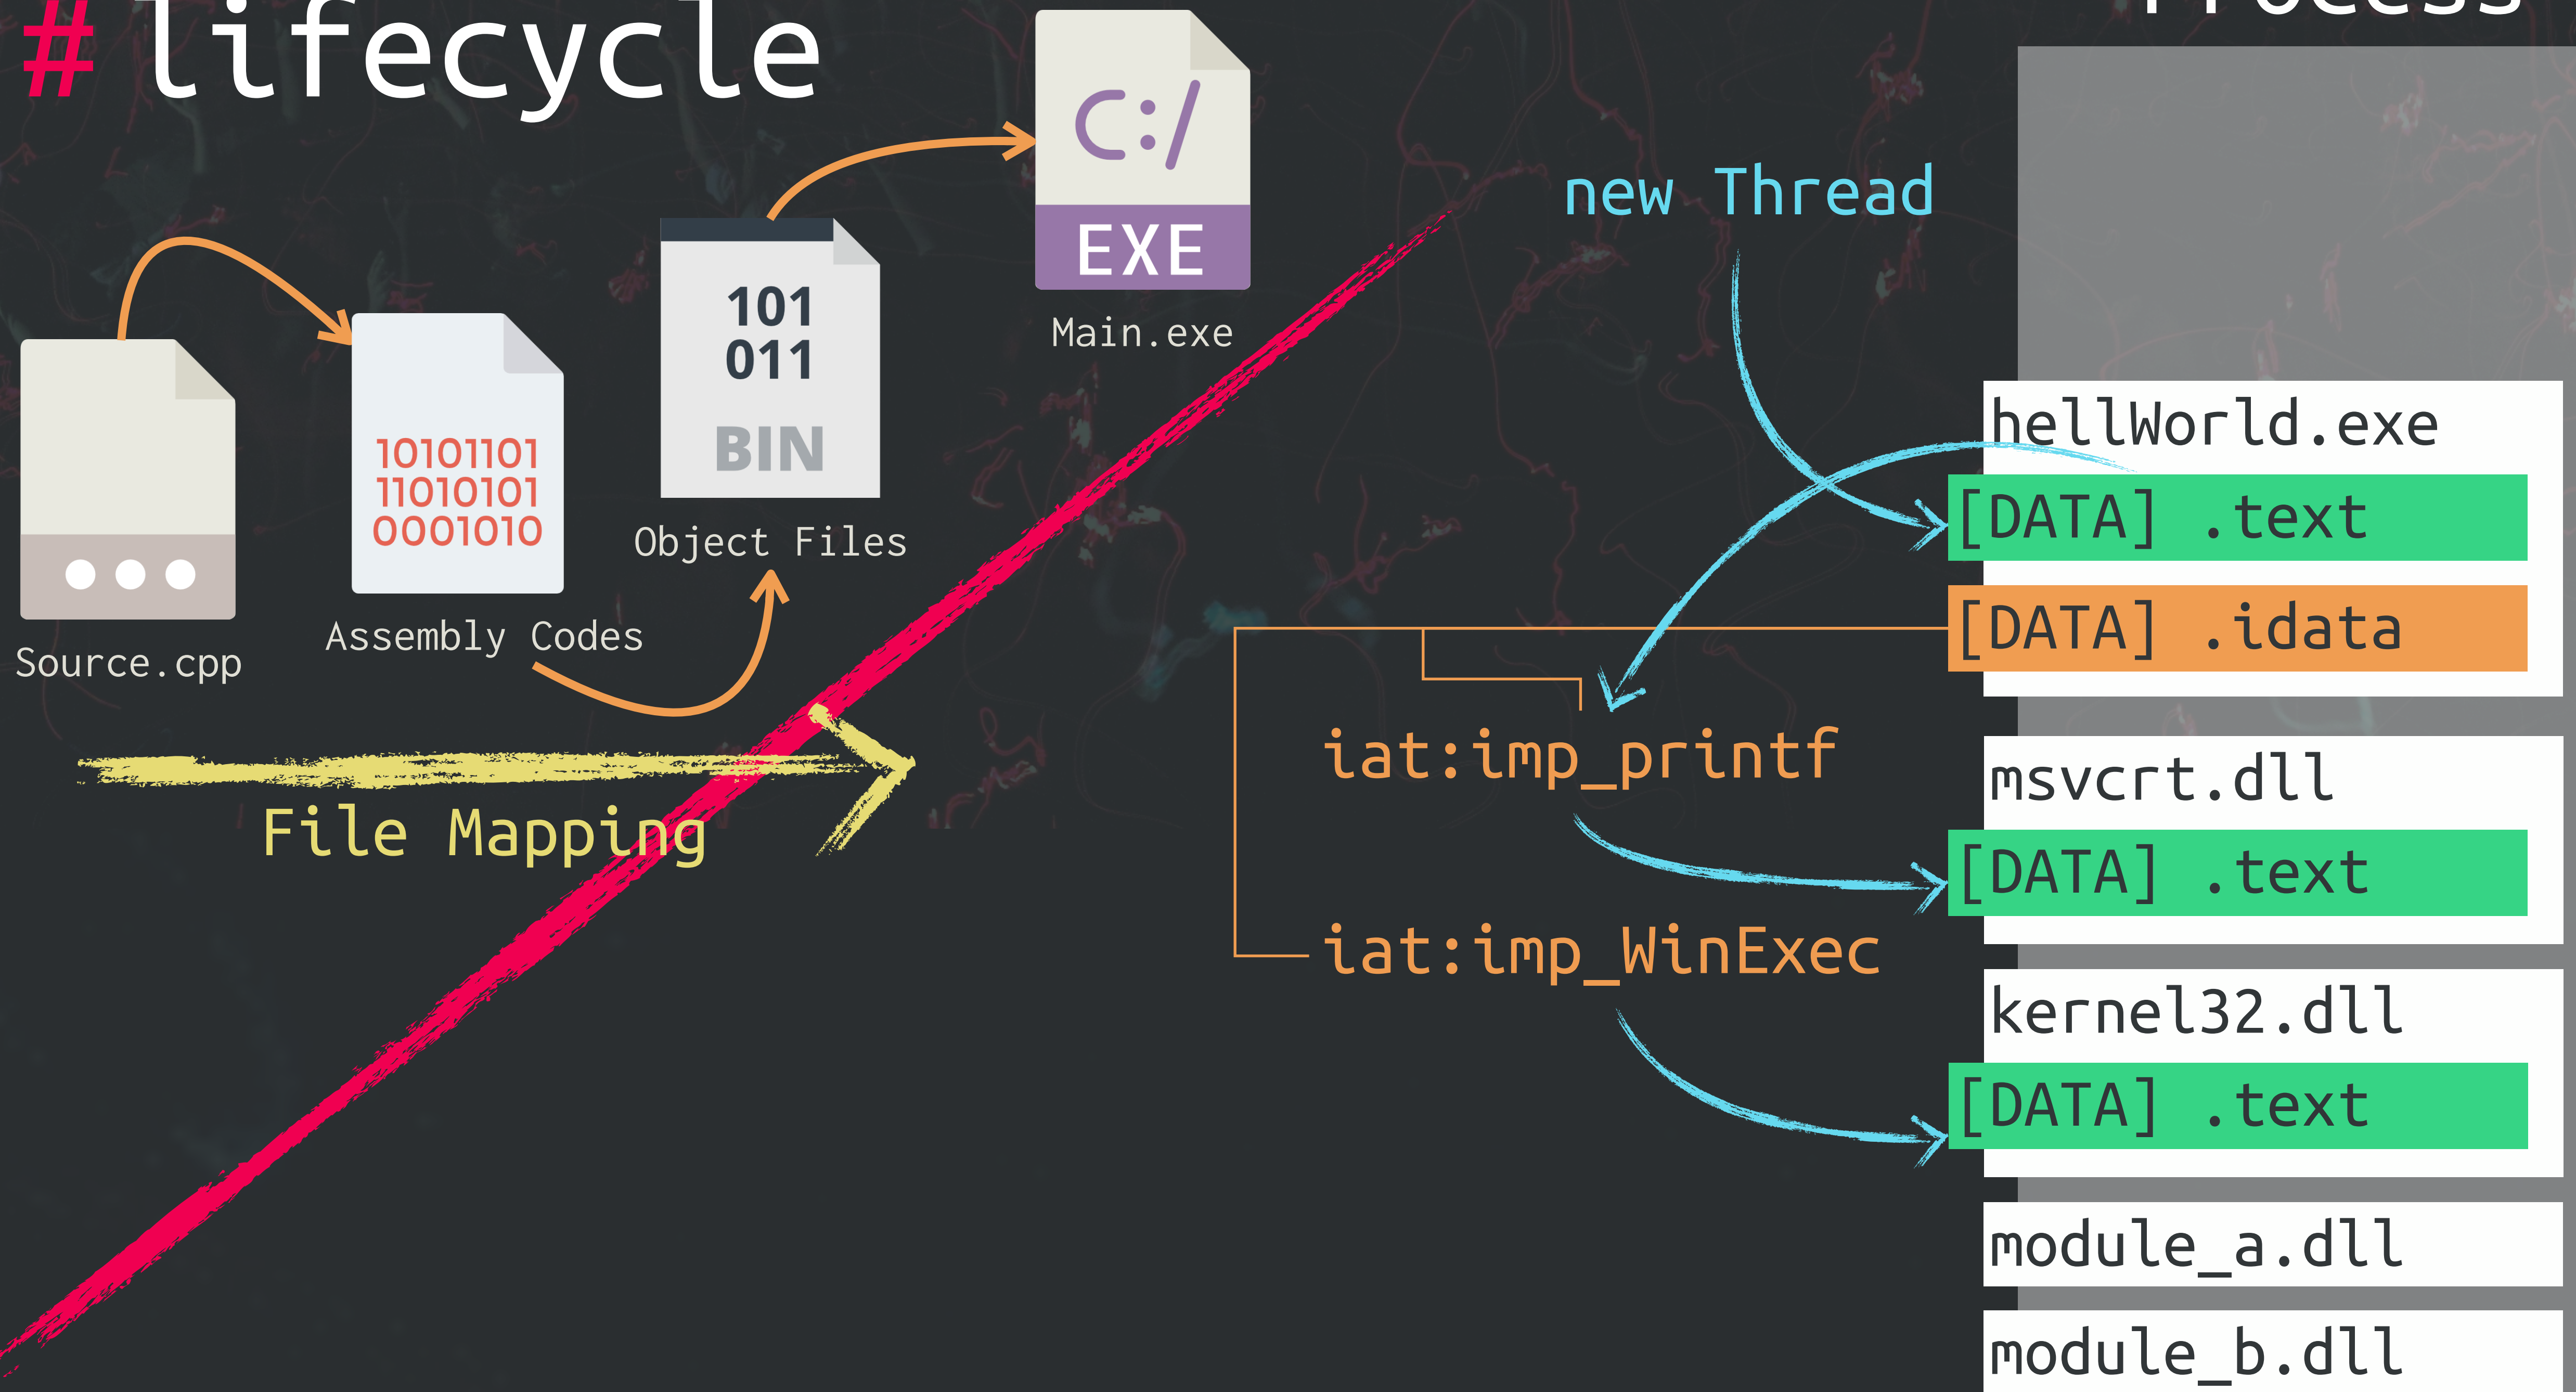 # lifecycle
Process
C:/
EXE
Main.exe
new Thread
101
011
BIN
Object Files
10101101
11010101
0001010
Assembly Codes
Source.cpp
File Mapping
hellWorld.exe
[DATA] .text
[DATA] .idata
iat:imp_printf
msvcrt.dll
[DATA] .text
iat:imp_WinExec
kernel32.dll
[DATA] .text
module_a.dll
module_b.dll